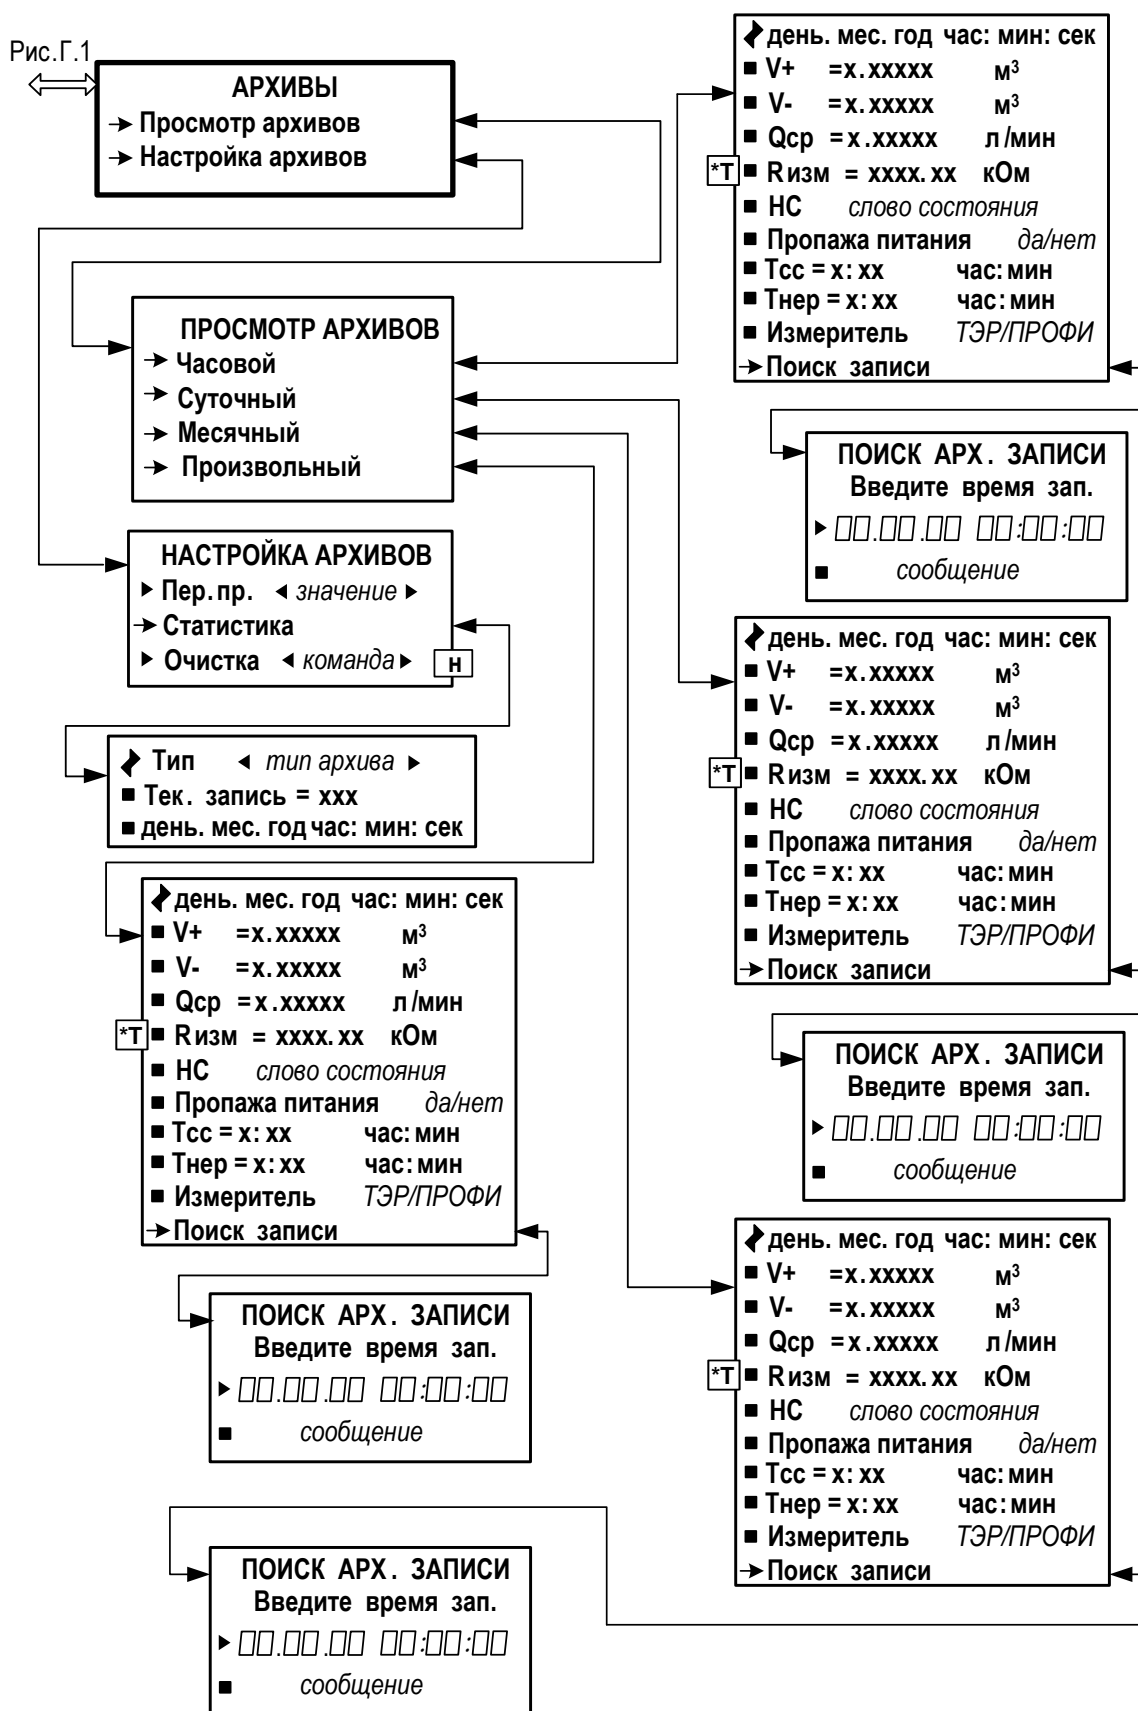 Рис.Г.1
АРХИВЫ
Просмотр архивов
Настройка архивов
ПРОСМОТР АРХИВОВ
Часовой
Суточный
Месячный
Произвольный
НАСТРОЙКА АРХИВОВ
Пер.пр. значение
Статистика
Очистка команда
н
Тип тип архива
Тек. запись = xxx
день. мес. год час: мин: сек
день. мес. год час: мин: сек
V+ =x.xxxxx м³
V- =x.xxxxx м³
Qср =x.xxxxx л/мин
*Т Rизм = xxxx.xx кОм
НС слово состояния
Пропажа питания да/нет
Тсс = x: xx час: мин
Тнер = x: xx час: мин
Измеритель ТЭР/ПРОФИ
Поиск записи
ПОИСК АРХ. ЗАПИСИ
Введите время зап.
00.00.00 00:00:00
сообщение
ПОИСК АРХ. ЗАПИСИ
Введите время зап.
00.00.00 00:00:00
сообщение
день. мес. год час: мин: сек
V+ =x.xxxxx м³
V- =x.xxxxx м³
Qср =x.xxxxx л/мин
*Т Rизм = xxxx.xx кОм
НС слово состояния
Пропажа питания да/нет
Тсс = x: xx час: мин
Тнер = x: xx час: мин
Измеритель ТЭР/ПРОФИ
Поиск записи
ПОИСК АРХ. ЗАПИСИ
Введите время зап.
00.00.00 00:00:00
сообщение
день. мес. год час: мин: сек
V+ =x.xxxxx м³
V- =x.xxxxx м³
Qср =x.xxxxx л/мин
*Т Rизм = xxxx.xx кОм
НС слово состояния
Пропажа питания да/нет
Тсс = x: xx час: мин
Тнер = x: xx час: мин
Измеритель ТЭР/ПРОФИ
Поиск записи
ПОИСК АРХ. ЗАПИСИ
Введите время зап.
00.00.00 00:00:00
сообщение
день. мес. год час: мин: сек
V+ =x.xxxxx м³
V- =x.xxxxx м³
Qср =x.xxxxx л/мин
*Т Rизм = xxxx.xx кОм
НС слово состояния
Пропажа питания да/нет
Тсс = x: xx час: мин
Тнер = x: xx час: мин
Измеритель ТЭР/ПРОФИ
Поиск записи